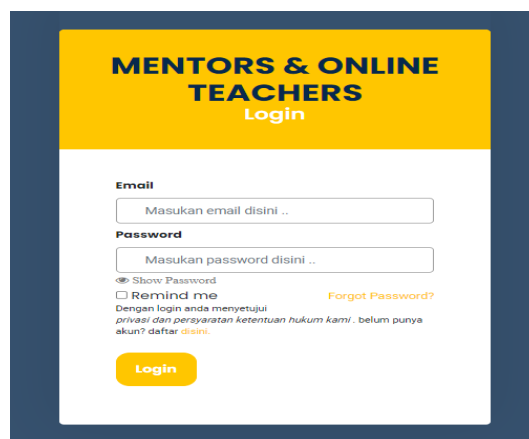 MENTORS & ONLINE
TEACHERS
Login
Email
Masukan email disini ..
Password
Masukan password disini ..
Show Password
Remind me Forgot Password?
Dengan login anda menyetujui
privasi dan persyaratan ketentuan hukum kami . belum punya
akun? daftar disini.
Login